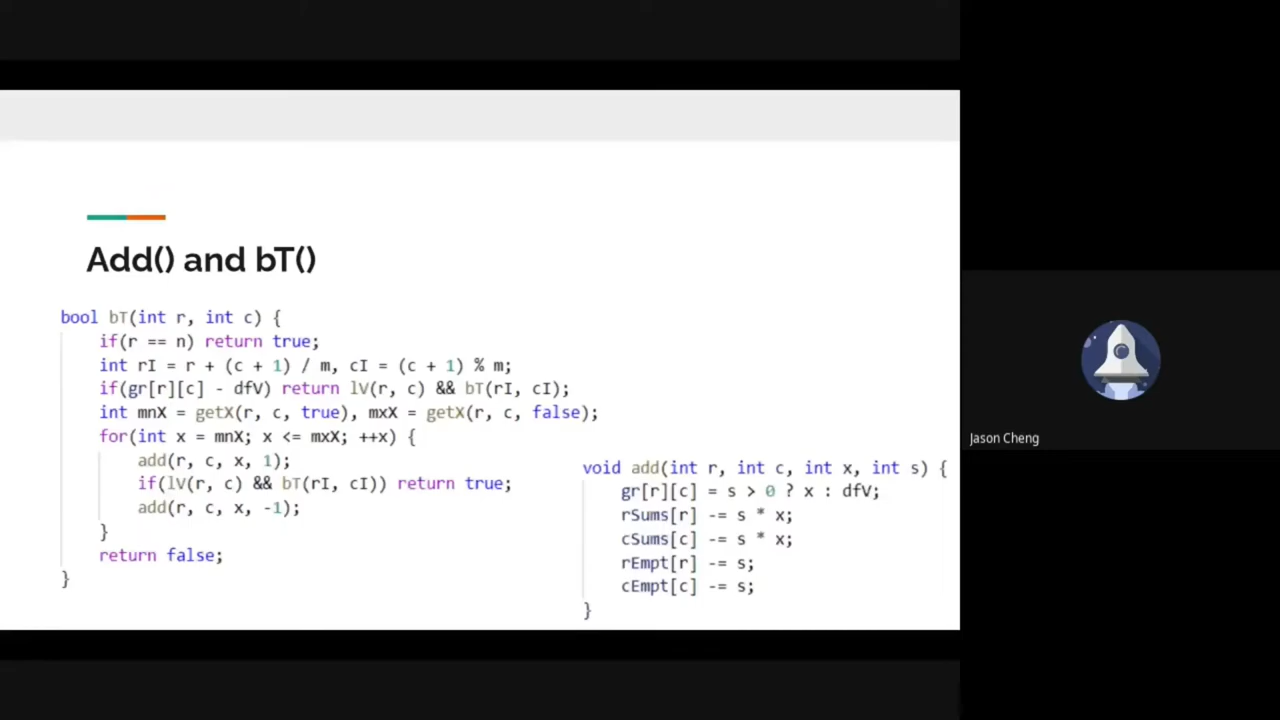 Add() and bT()
bool bT(int r, int c) {
if(r == n) return true;
int rI = r + (c + 1) / m, cI = (c + 1) % m;
if(gr[r][c] - dfV) return lV(r, c) && bT(rI, cI);
int mnX = getX(r, c, true), mxX = getX(r, c, false);
for(int x = mnX; x <= mxX; ++x) {
add(r, c, x, 1);
if(lV(r, c) && bT(rI, cI)) return true;
add(r, c, x, -1);
}
return false;
}
void add(int r, int c, int x, int s) {
gr[r][c] = s > 0 ? x : dfV;
rSums[r] -= s * x;
cSums[c] -= s * x;
rEmpt[r] -= s;
cEmpt[c] -= s;
}
Jason Cheng